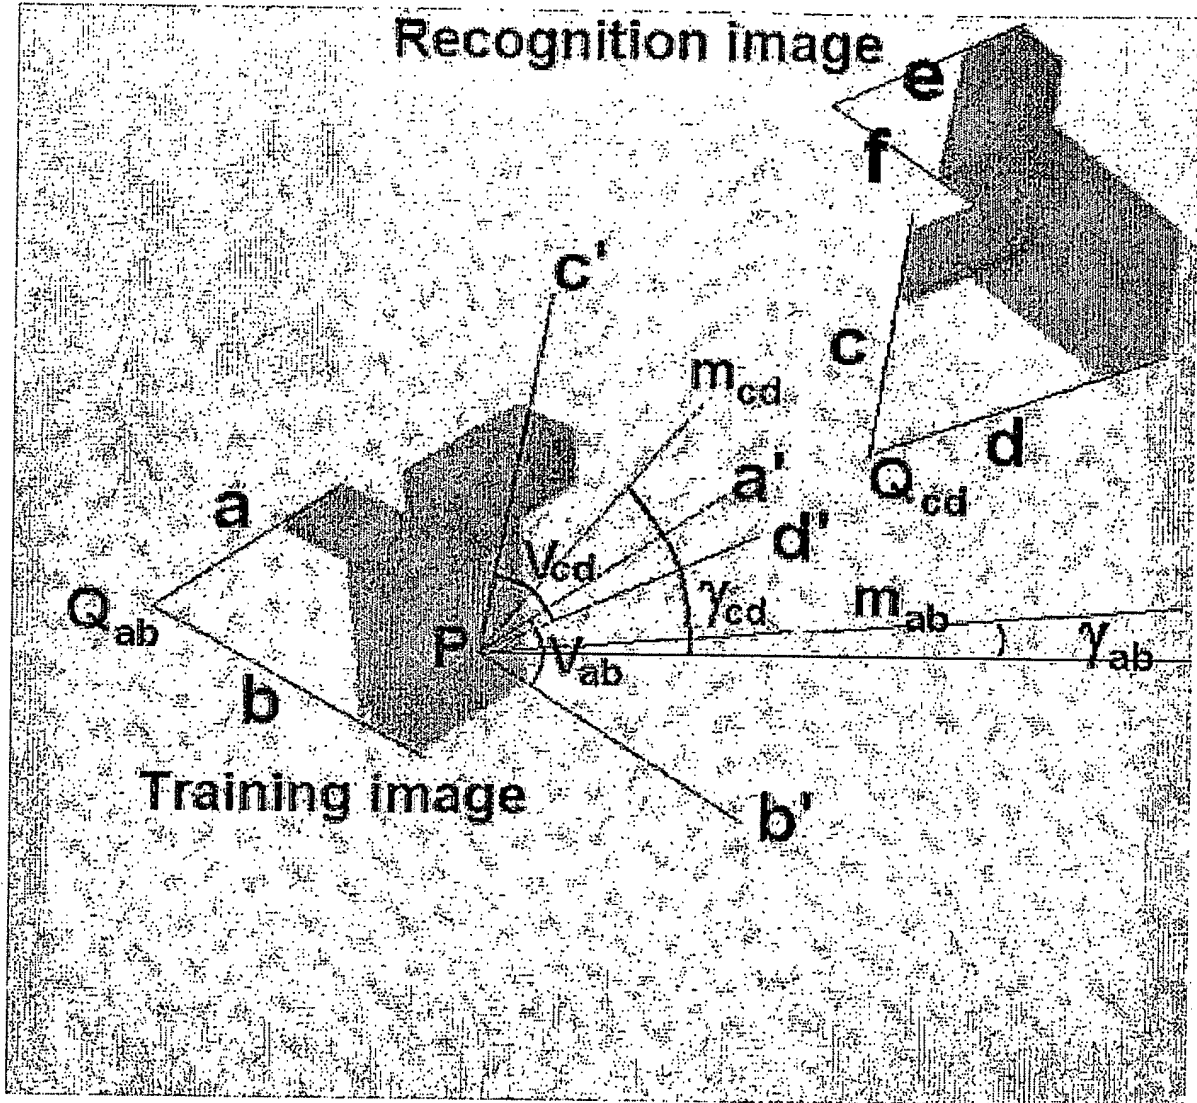 Recognition image
e
f
c'
c
m_cd
d
a'
Q_cd
a
d'
V_cd
γ_cd
m_ab
Q_ab
P
V_ab
γ_ab
b
Training image
b'